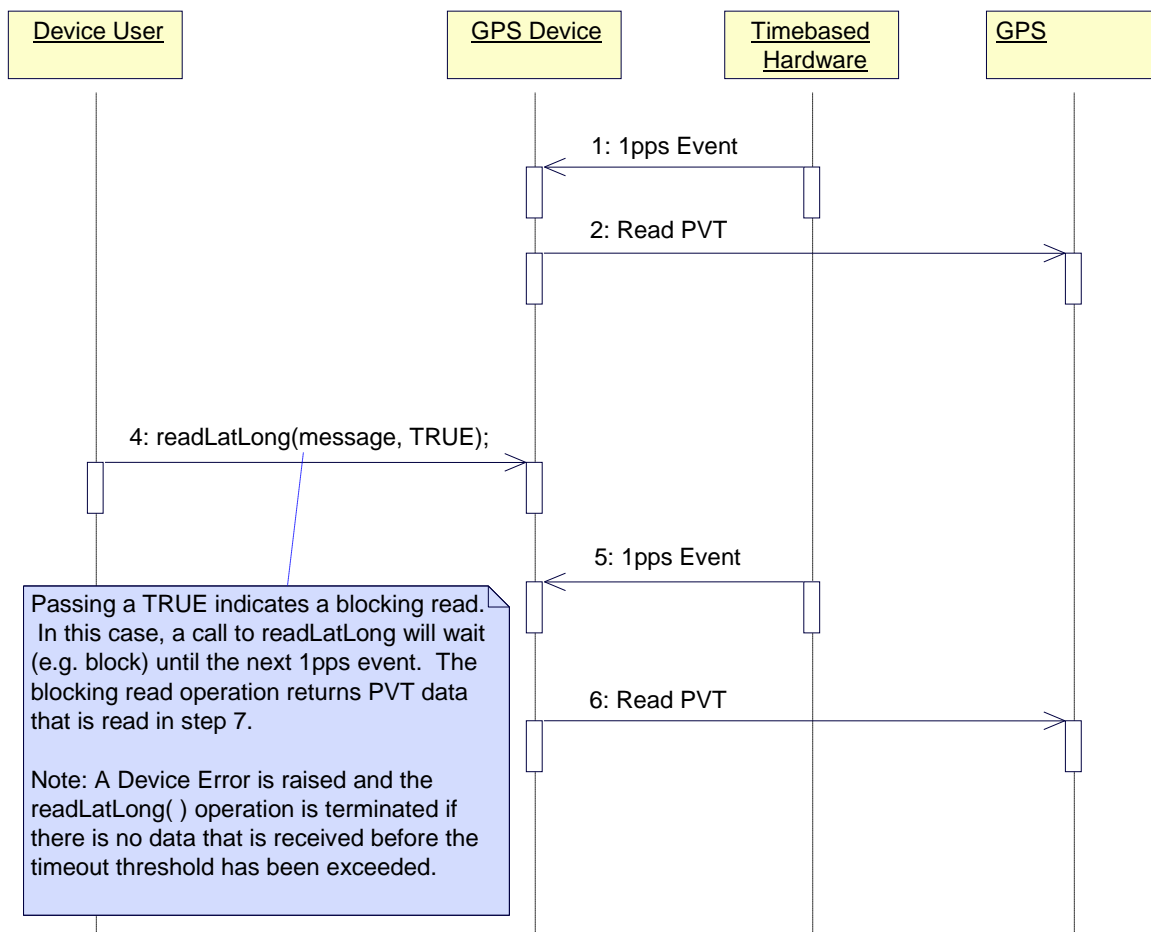 Device User
GPS Device
Timebased
Hardware
GPS
1: 1pps Event
2: Read PVT
4: readLatLong(message, TRUE);
5: 1pps Event
Passing a TRUE indicates a blocking read.
In this case, a call to readLatLong will wait
(e.g. block) until the next 1pps event.  The
blocking read operation returns PVT data
that is read in step 7.
Note: A Device Error is raised and the
readLatLong( ) operation is terminated if
there is no data that is received before the
timeout threshold has been exceeded.
6: Read PVT